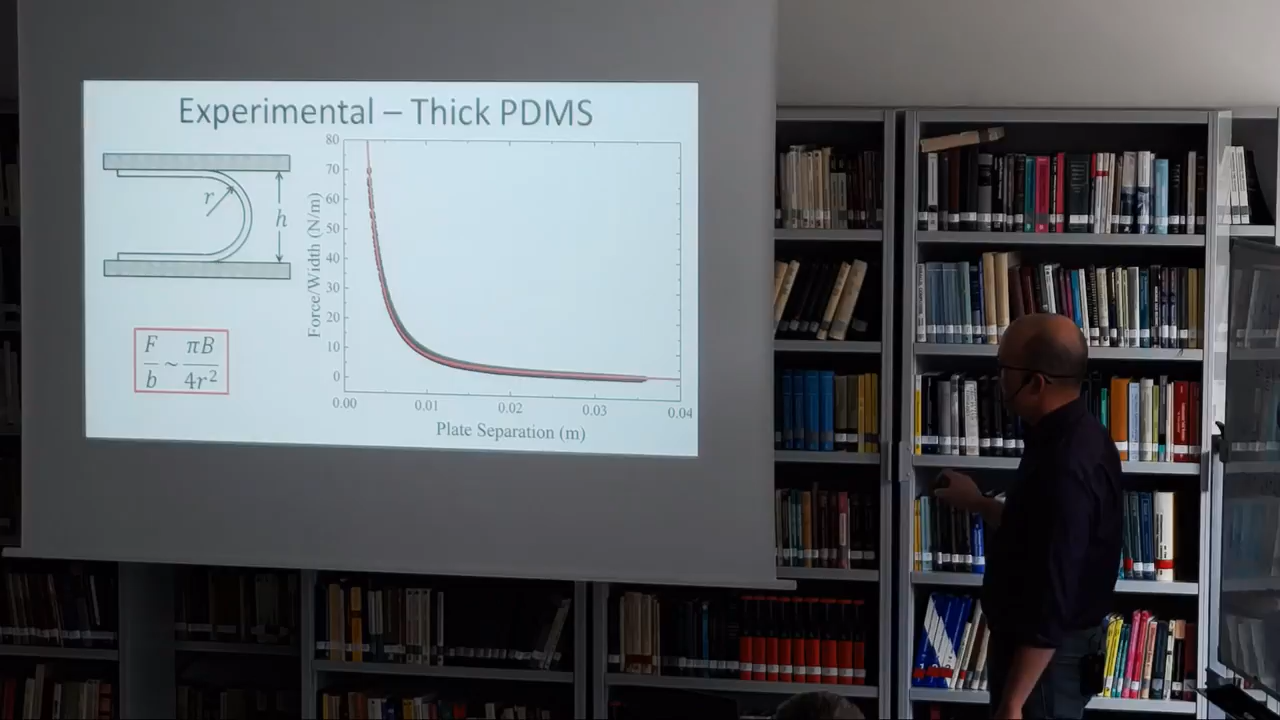 Experimental – Thick PDMS
r
h
F/b ~ πB/4r²
Force/Width (N/m)
80
70
60
50
40
30
20
10
0
0.00 0.01 0.02 0.03 0.04
Plate Separation (m)